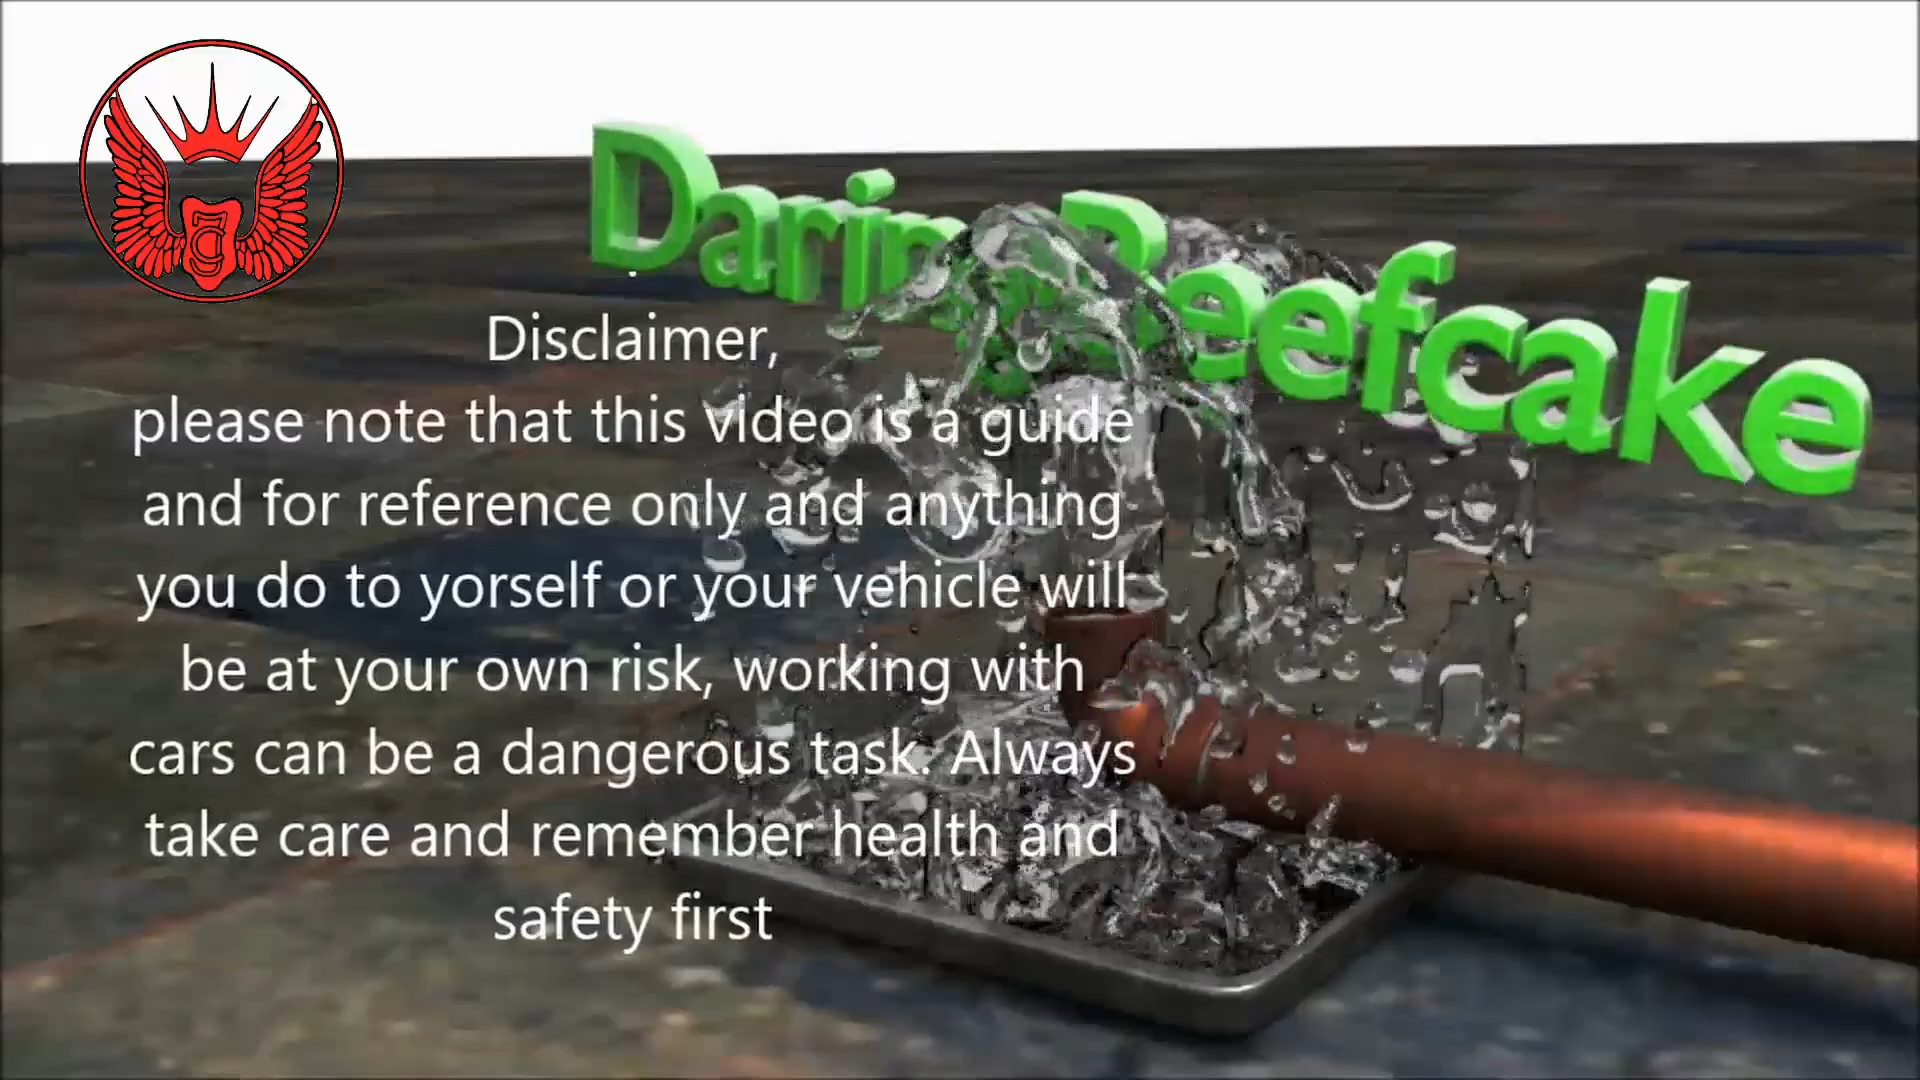 Disclaimer,
please note that this video is a guide
and for reference only and anything
you do to yorself or your vehicle will
be at your own risk, working with
cars can be a dangerous task. Always
take care and remember health and
safety first